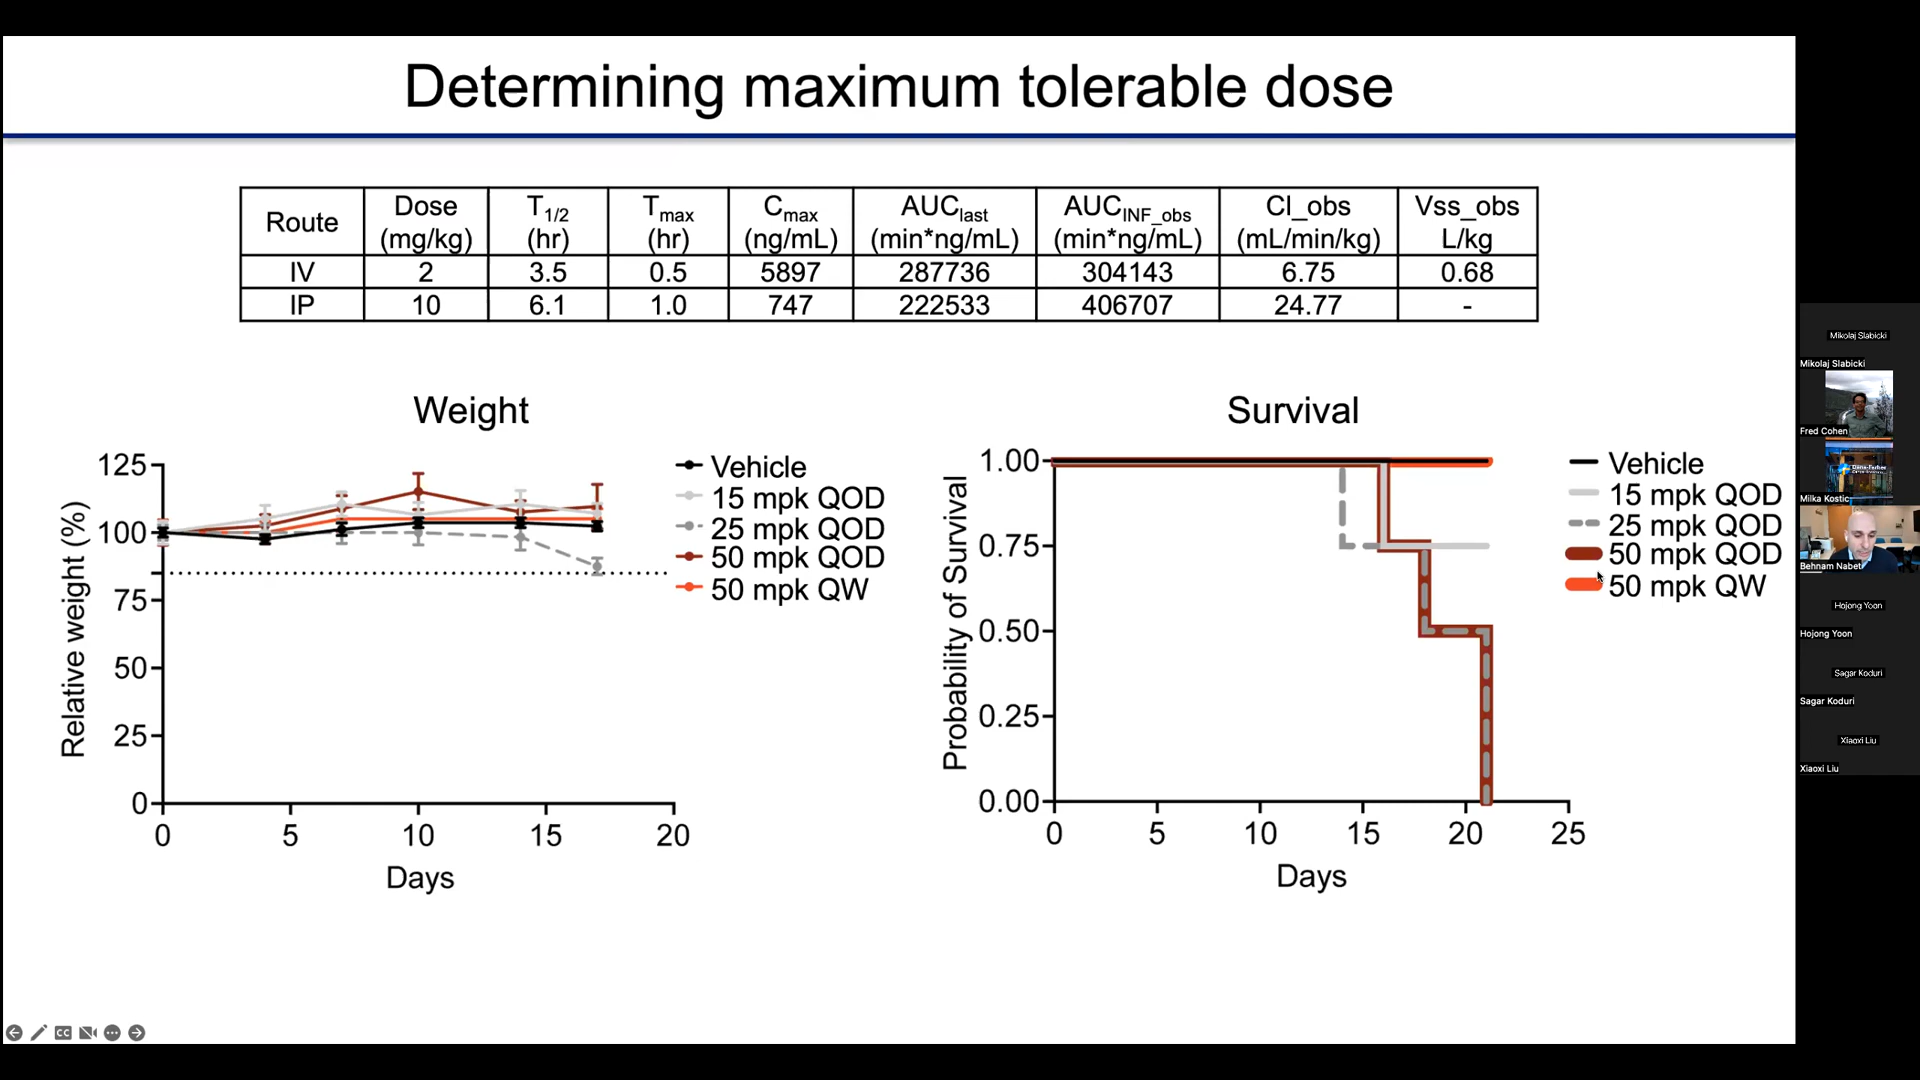 Determining maximum tolerable dose
Route Dose (mg/kg) T1/2 (hr) Tmax (hr) Cmax (ng/mL) AUClast (min*ng/mL) AUCINF_obs (min*ng/mL) Cl_obs (mL/min/kg) Vss_obs L/kg
IV 2 3.5 0.5 5897 287736 304143 6.75 0.68
IP 10 6.1 1.0 747 222533 406707 24.77 -
Weight
Relative weight (%)
125
100
75
50
25
0
0 5 10 15 20
Days
Vehicle
15 mpk QOD
25 mpk QOD
50 mpk QOD
50 mpk QW
Survival
Probability of Survival
1.00
0.75
0.50
0.25
0.00
0 5 10 15 20 25
Days
Vehicle
15 mpk QOD
25 mpk QOD
50 mpk QOD
50 mpk QW
Mikolaj Slabicki
Mikolaj Slabicki
Fred Cohen
Dana-Farber
Milka Kostic
Behnam Nabet
Hojong Yoon
Hojong Yoon
Sagar Koduri
Sagar Koduri
Xiaoxi Liu
Xiaoxi Liu
CC